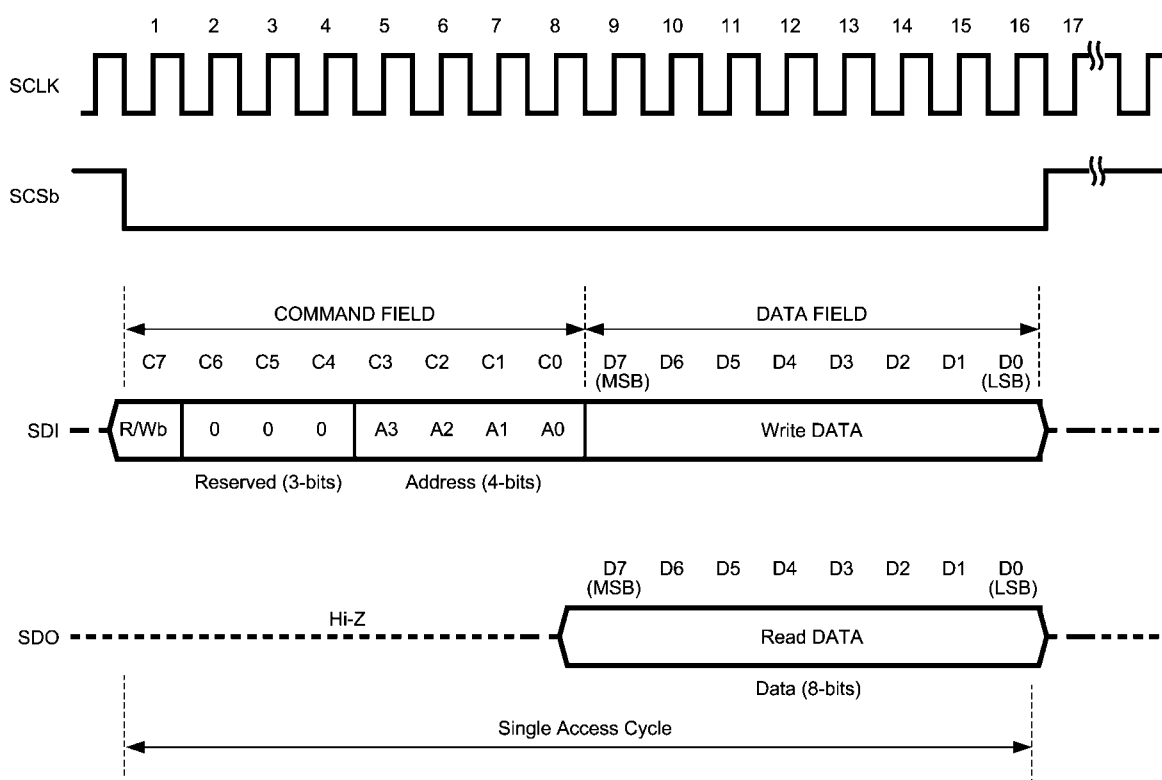 1 2 3 4 5 6 7 8 9 10 11 12 13 14 15 16 17
SCLK
SCSb
COMMAND FIELD DATA FIELD
C7 C6 C5 C4 C3 C2 C1 C0 D7 D6 D5 D4 D3 D2 D1 D0
(MSB) (LSB)
SDI R/Wb 0 0 0 A3 A2 A1 A0 Write DATA
Reserved (3-bits) Address (4-bits)
D7 D6 D5 D4 D3 D2 D1 D0
(MSB) (LSB)
Hi-Z
SDO Read DATA
Data (8-bits)
Single Access Cycle